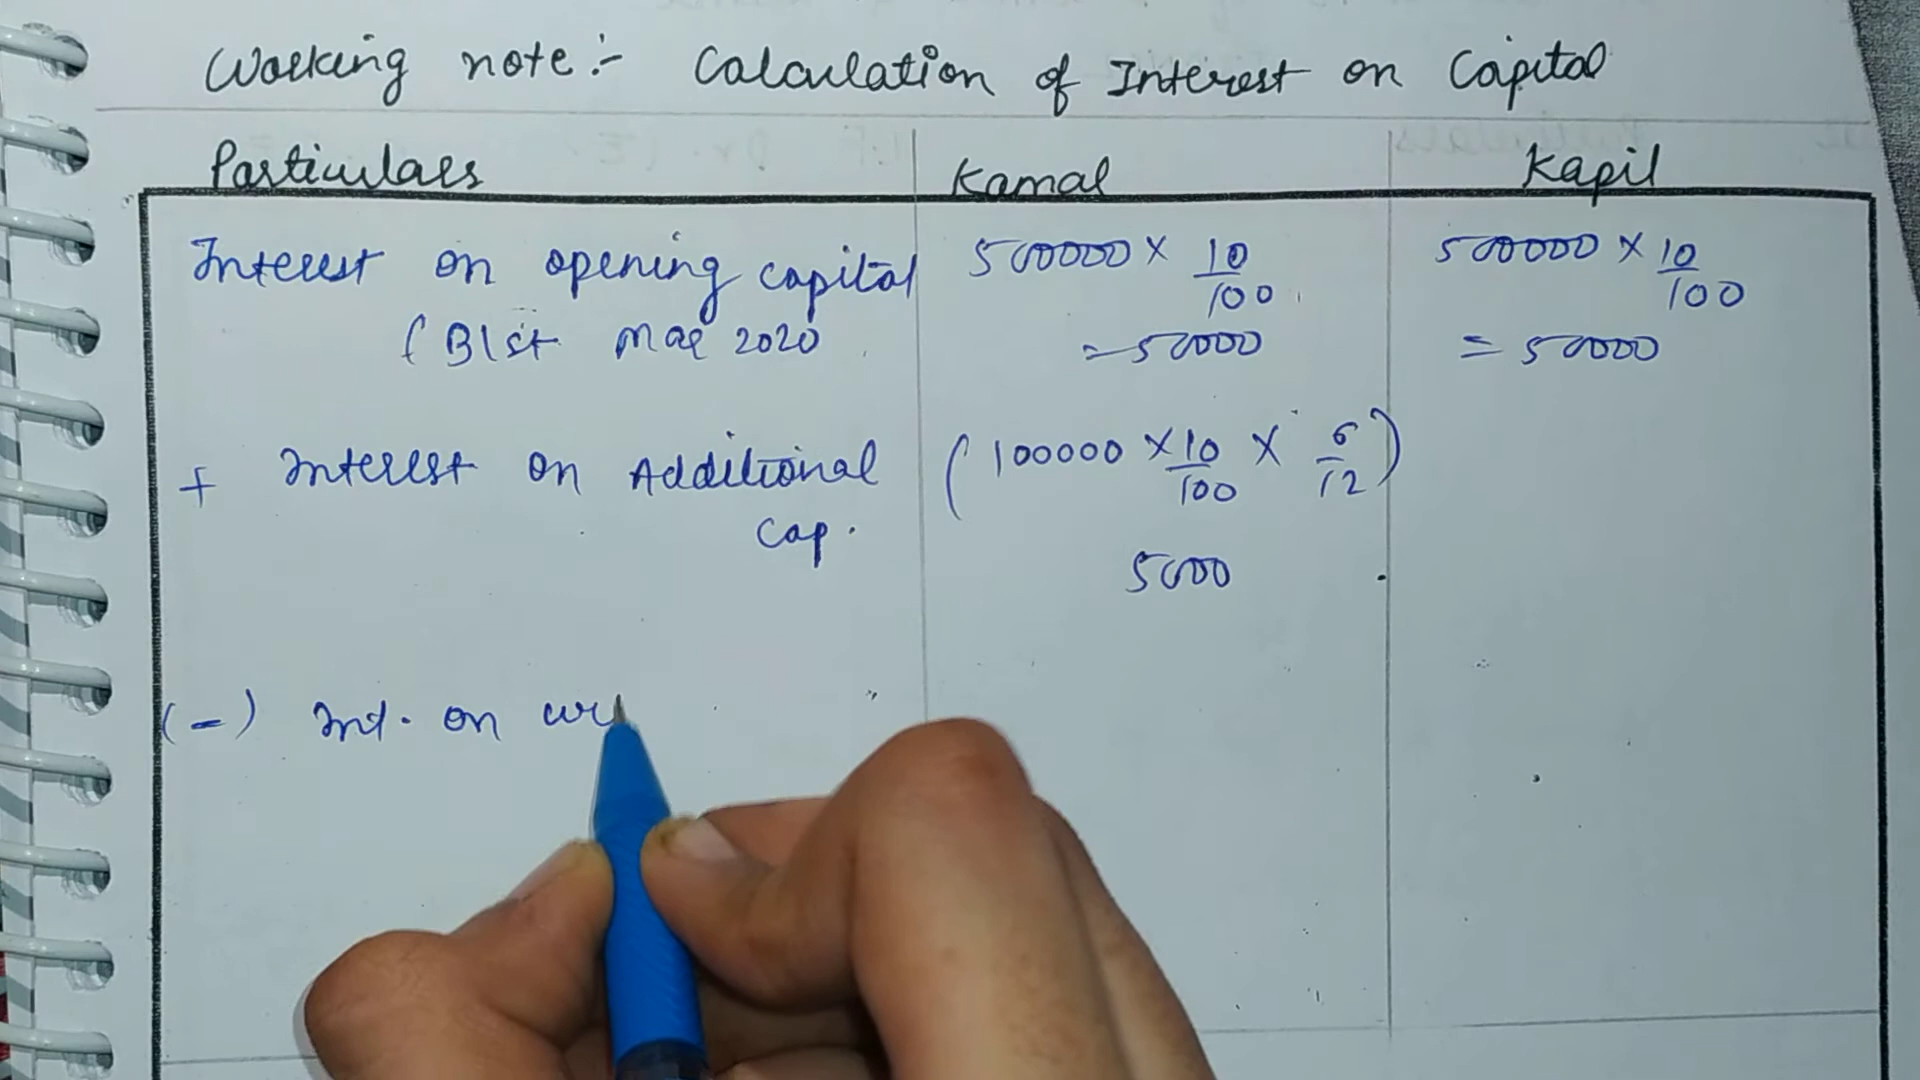 Working note :- Calculation of Interest on Capital
Particulars Kamal Kapil
Interest on opening capital 500000 × 10/100 500000 × 10/100
(31st Mar 2020 = 50000 = 50000
+ Interest on Additional (100000 × 10/100 × 6/12)
Cap.
5000
(-) Int. on